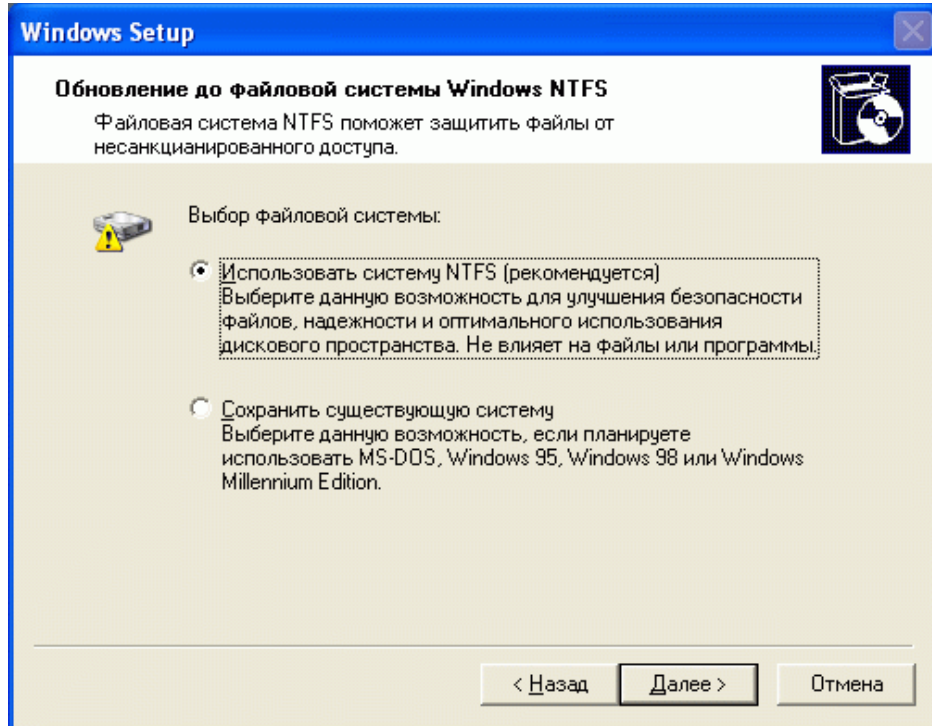 Windows Setup
Обновление до файловой системы Windows NTFS
Файловая система NTFS поможет защитить файлы от
несанкцианированного доступа.
Выбор файловой системы:
Использовать систему NTFS (рекомендуется)
Выберите данную возможность для улучшения безопасности
файлов, надежности и оптимального использования
дискового пространства. Не влияет на файлы или программы.
Сохранить существующую систему
Выберите данную возможность, если планируете
использовать MS-DOS, Windows 95, Windows 98 или Windows
Millennium Edition.
< Назад Далее > Отмена